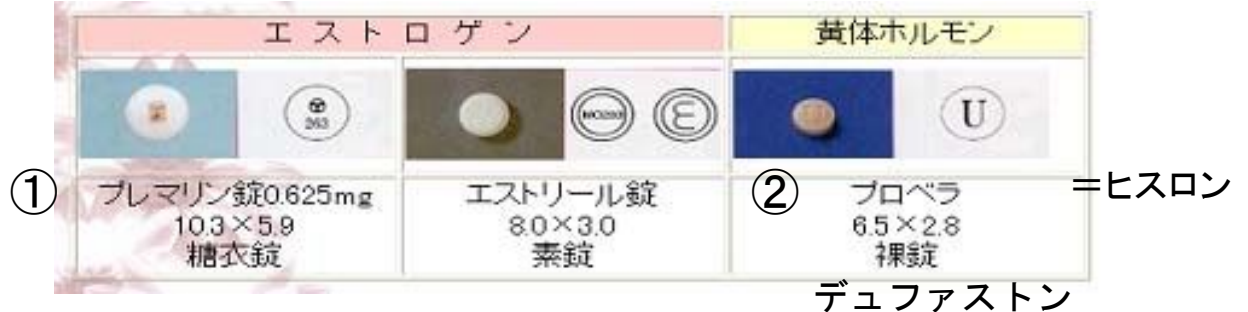 エストロゲン
黄体ホルモン
263
U
①
プレマリン錠0.625mg
10.3×5.9
糖衣錠
エストリール錠
8.0×3.0
素錠
②
プロベラ
6.5×2.8
裸錠
=ヒスロン
デュファストン